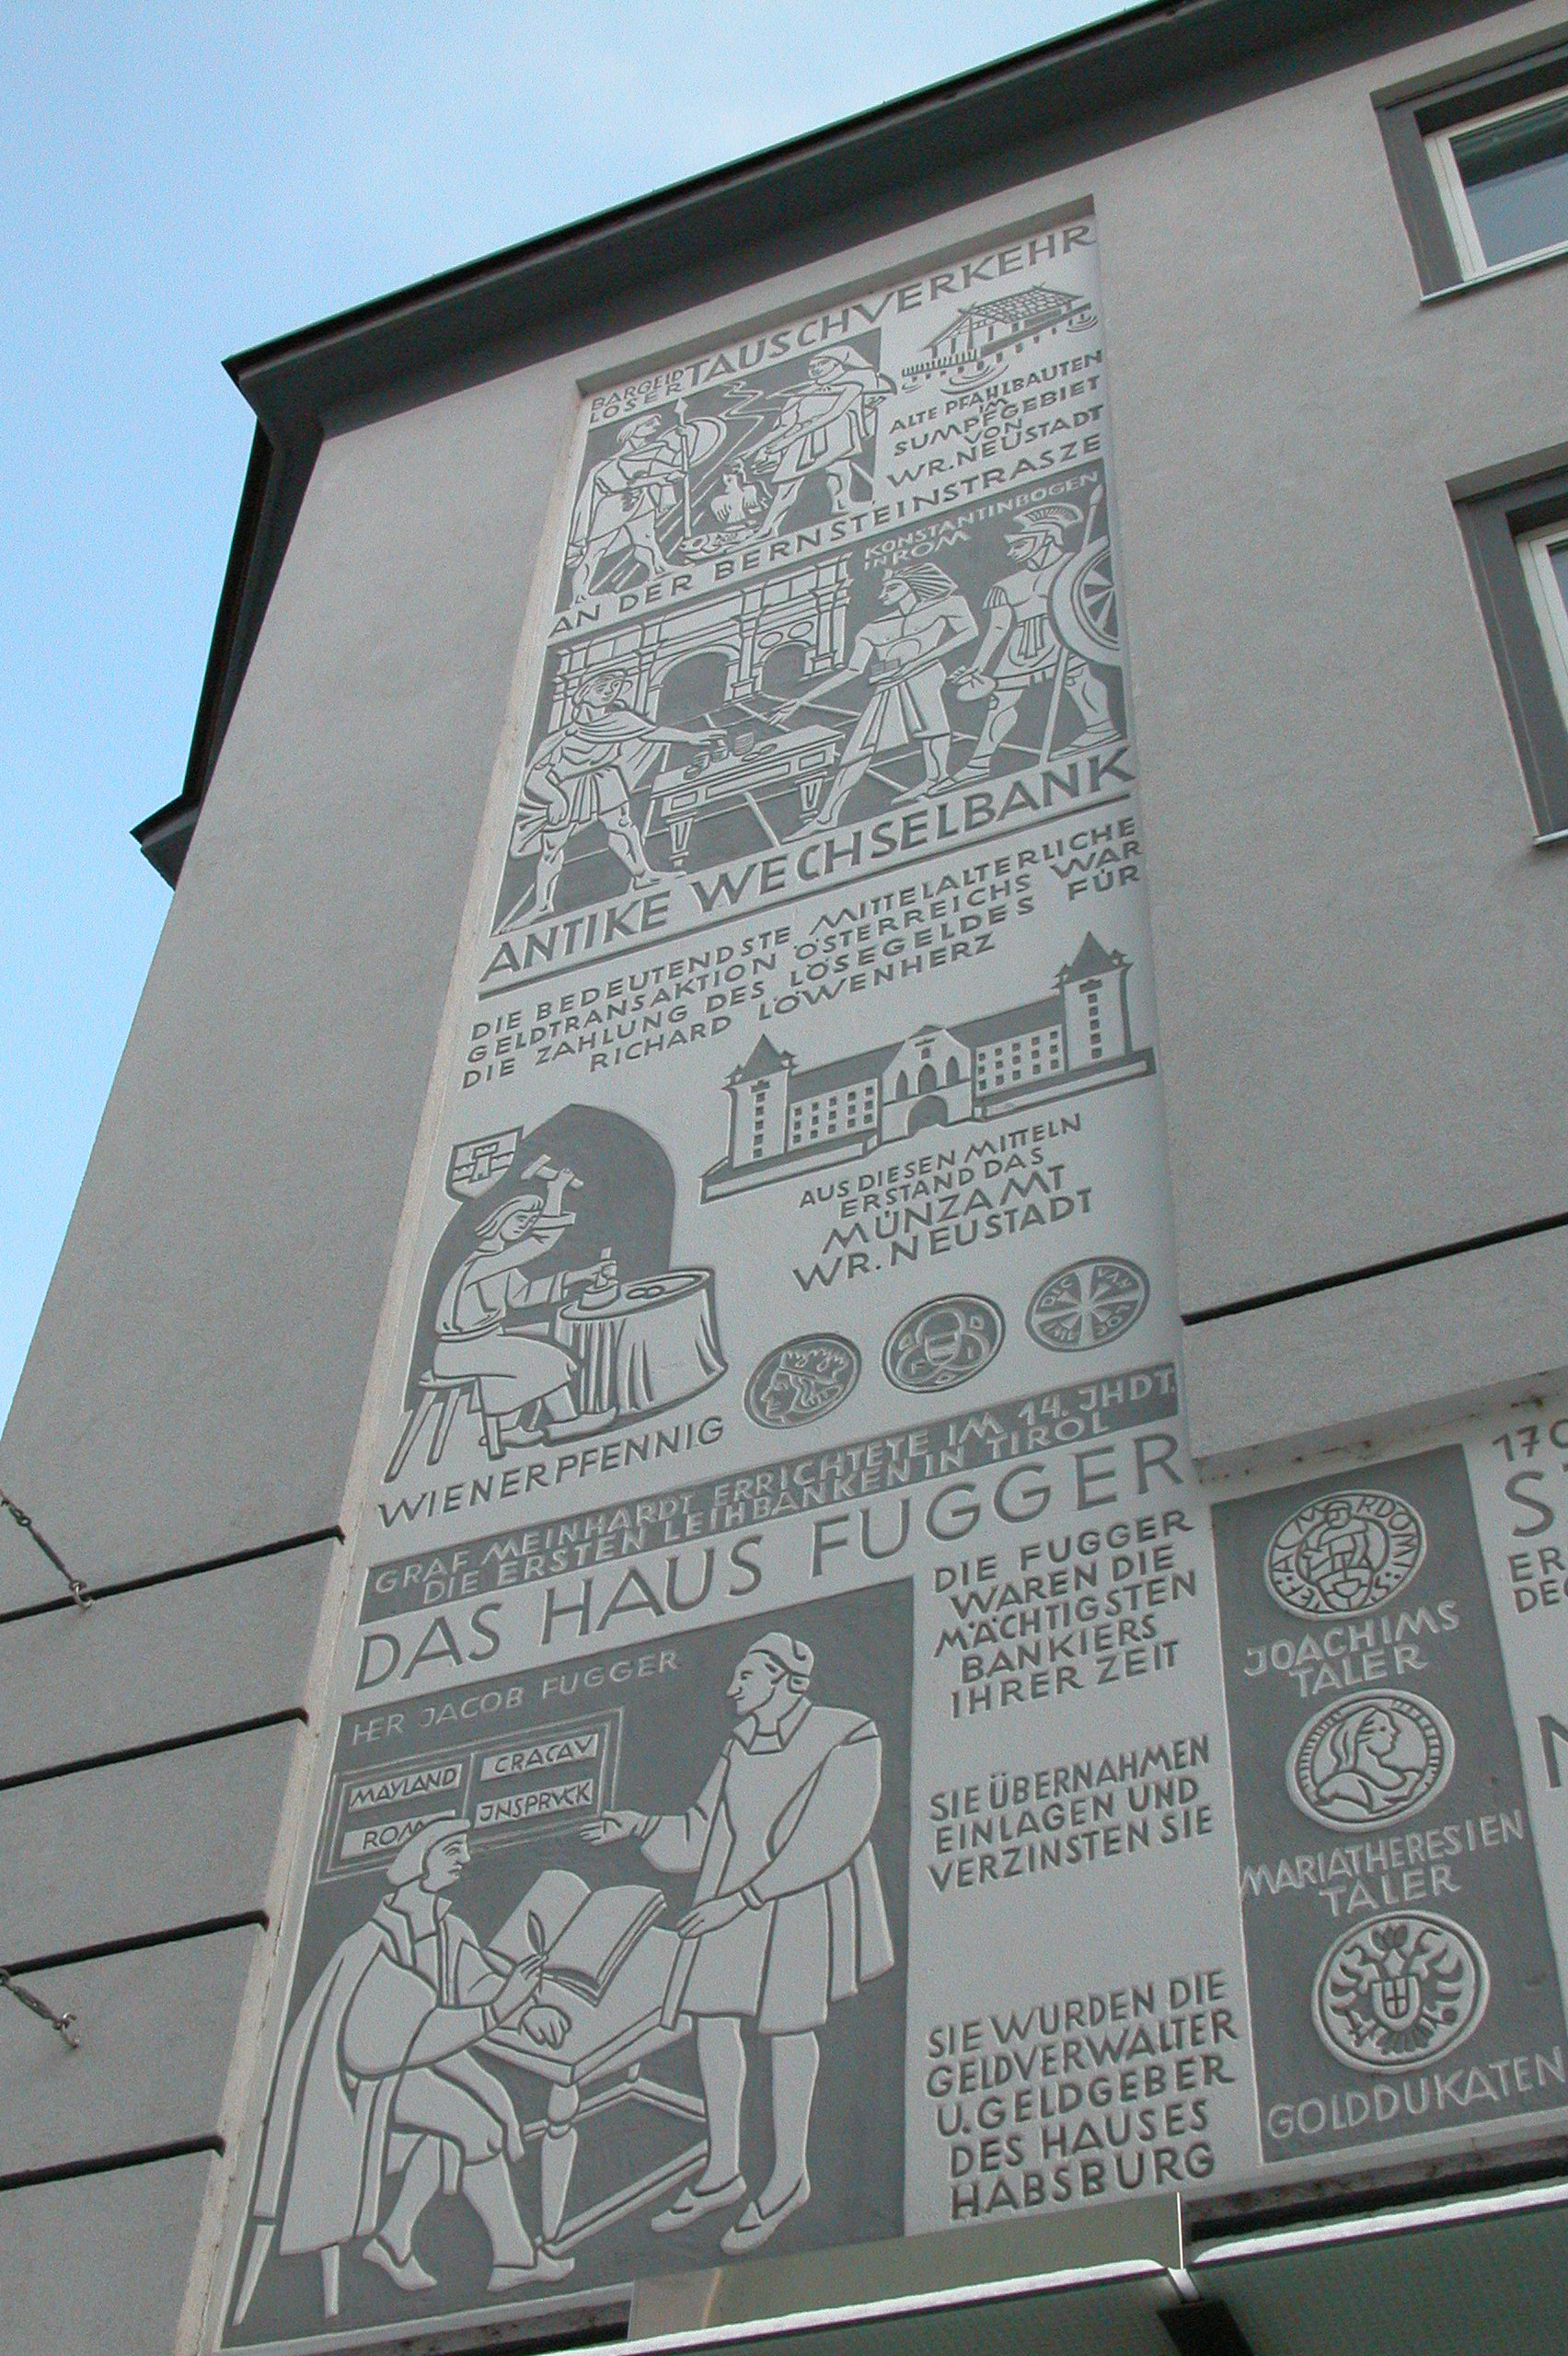 BARGELD
LOSER TAUSCHVERKEHR
ALTE PFAHLBAUTEN
IM
SUMPFGEBIET
VON
WR. NEUSTADT
AN DER BERNSTEINSTRASZE
KONSTANTINBOGEN
IN ROM
ANTIKE WECHSELBANK
DIE BEDEUTENDSTE MITTELALTERLICHE
GELDTRANSAKTION ÖSTERREICHS WAR
DIE ZAHLUNG DES LÖSEGELDES FÜR
RICHARD LÖWENHERZ
AUS DIESEN MITTELN
ERSTAND DAS
MÜNZAMT
WR. NEUSTADT
WIENERPFENNIG
GRAF MEINHARDT ERRICHTETE IM 14. JHDT.
DIE ERSTEN LEIHBANKEN IN TIROL
DAS HAUS FUGGER
HER JACOB FUGGER
MAYLAND
CRACAV
ROM
JNSPRVCK
DIE FUGGER
WAREN DIE
MÄCHTIGSTEN
BANKIERS
IHRER ZEIT
SIE ÜBERNAHMEN
EINLAGEN UND
VERZINSTEN SIE
SIE WURDEN DIE
GELDVERWALTER
U. GELDGEBER
DES HAUSES
HABSBURG
JOACHIMS
TALER
MARIATHERESIEN
TALER
GOLDDUKATEN
170
ER